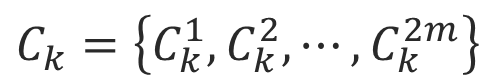 C_k = {C_k^1, C_k^2, ⋯, C_k^{2m}}